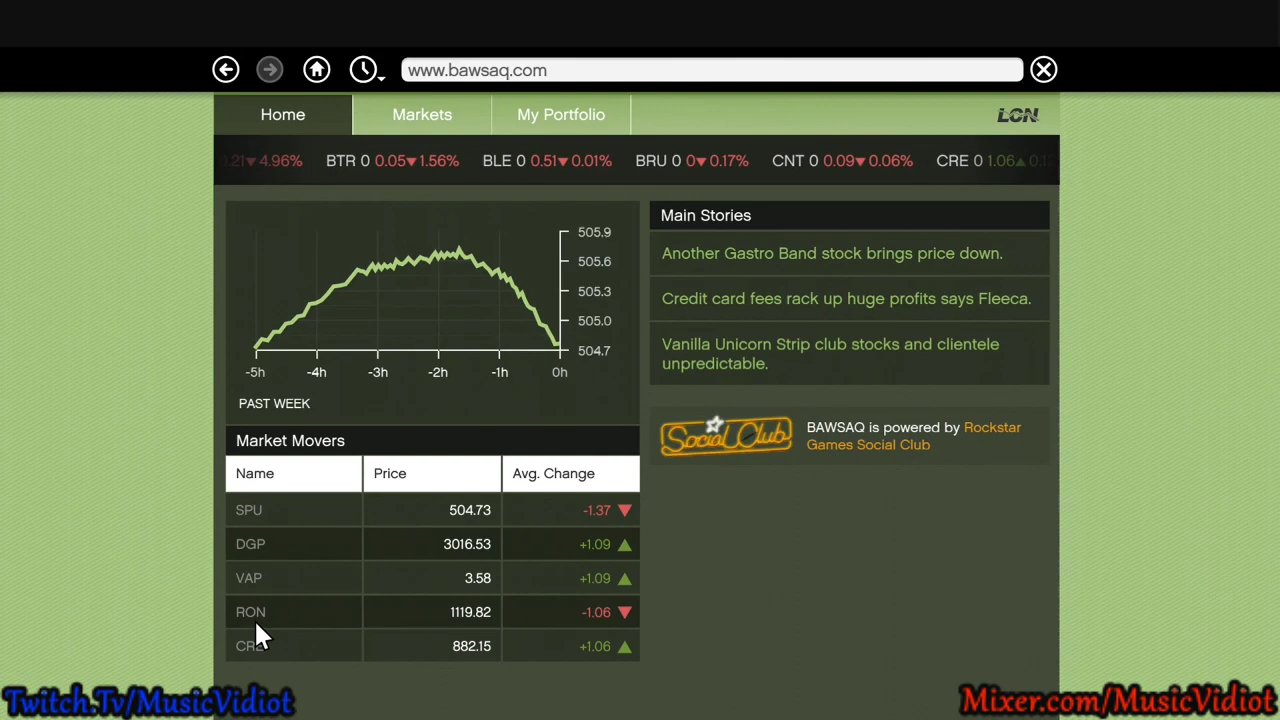 www.bawsaq.com
Home Markets My Portfolio LCN
0.21▼4.96% BTR 0 0.05▼1.56% BLE 0 0.51▼0.01% BRU 0 0▼0.17% CNT 0 0.09▼0.06% CRE 0 1.06▲
505.9
505.6
505.3
505.0
504.7
-5h -4h -3h -2h -1h 0h
PAST WEEK
Market Movers
Name Price Avg. Change
SPU 504.73 -1.37 ▼
DGP 3016.53 +1.09 ▲
VAP 3.58 +1.09 ▲
RON 1119.82 -1.06 ▼
CRE 882.15 +1.06 ▲
Main Stories
Another Gastro Band stock brings price down.
Credit card fees rack up huge profits says Fleeca.
Vanilla Unicorn Strip club stocks and clientele
unpredictable.
Social Club
BAWSAQ is powered by Rockstar
Games Social Club
Twitch.Tv/MusicVidiot
Mixer.com/MusicVidiot